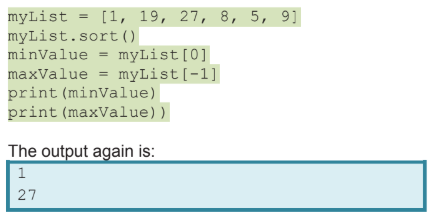 myList = [1, 19, 27, 8, 5, 9]
myList.sort()
minValue = myList[0]
maxValue = myList[-1]
print(minValue)
print(maxValue))
The output again is:
1
27